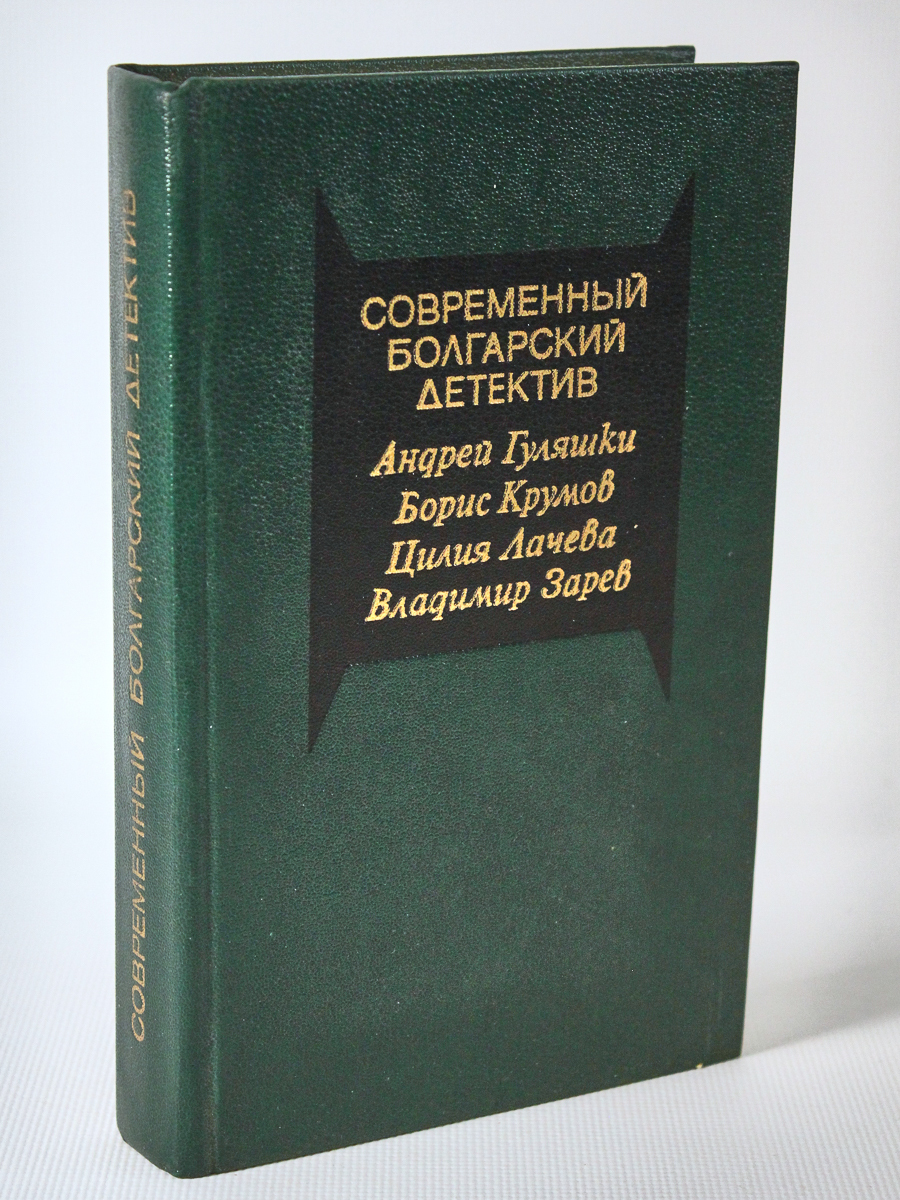 СОВРЕМЕННЫЙ БОЛГАРСКИЙ ДЕТЕКТИВ
СОВРЕМЕННЫЙ
БОЛГАРСКИЙ
ДЕТЕКТИВ
Андрей Гуляшки
Борис Крумов
Цилия Лачева
Владимир Зарев